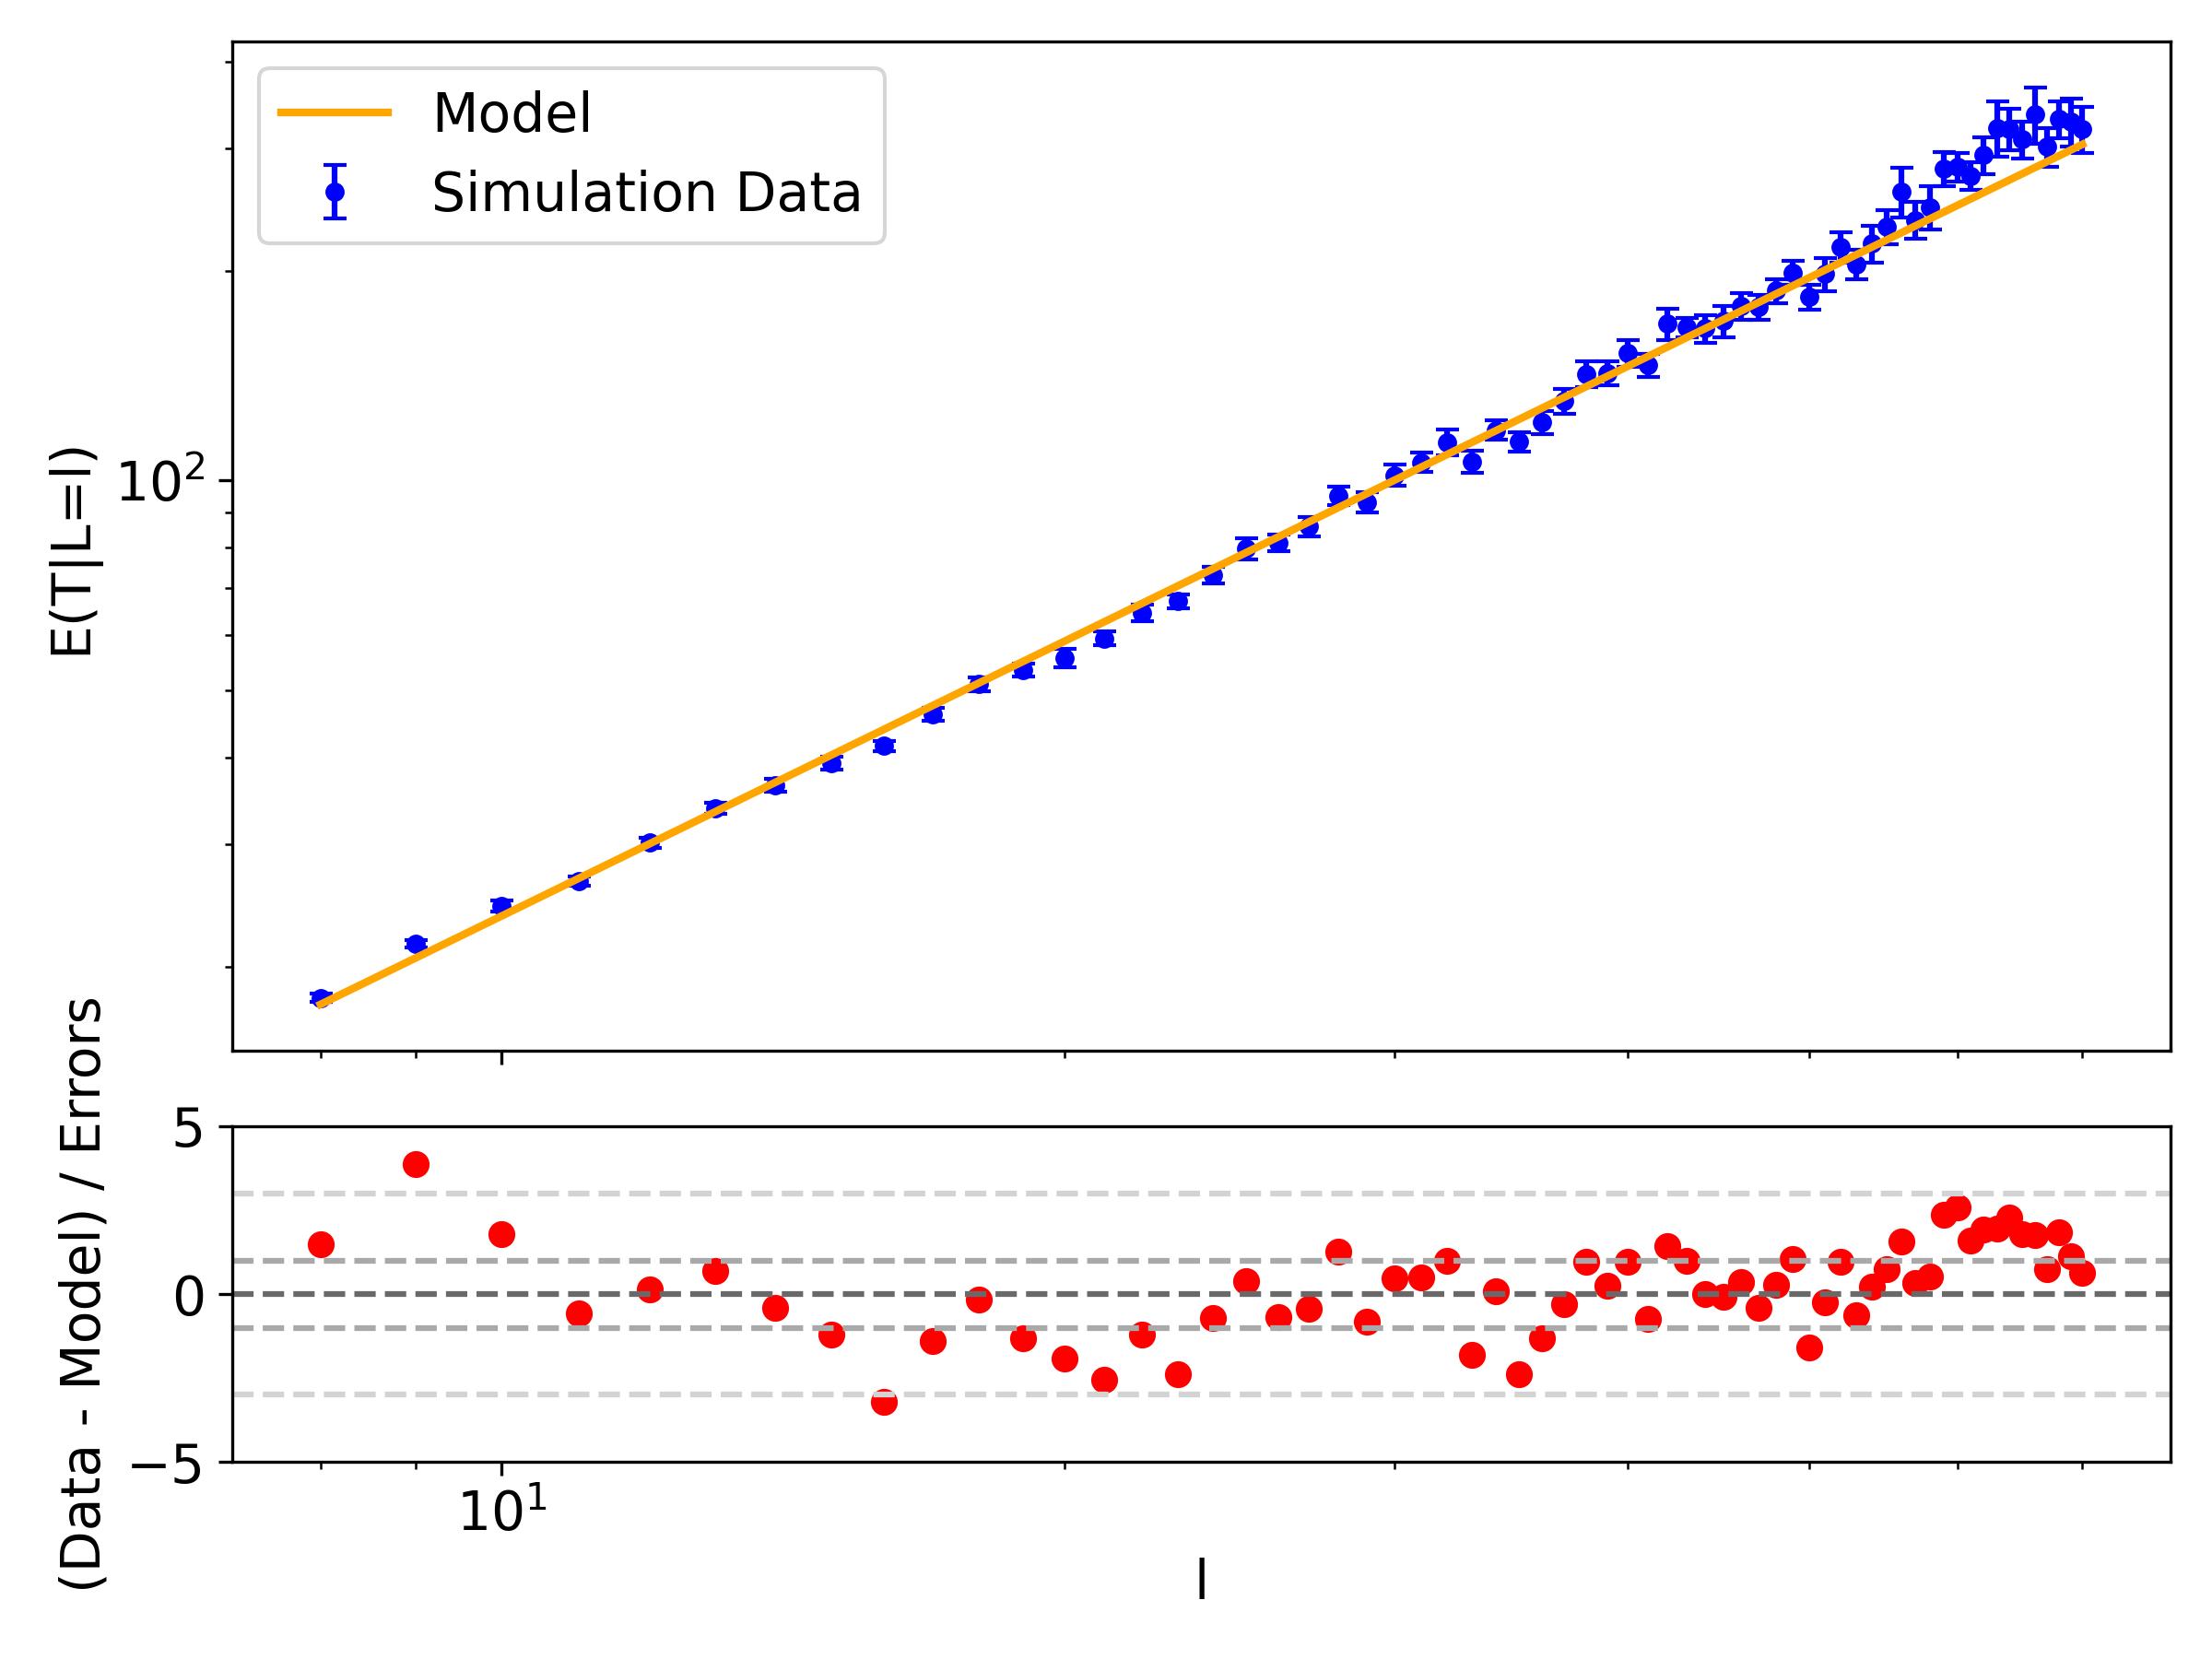 Model
Simulation Data
E(T|L=l)
10²
(Data - Model) / Errors
5
0
−5
10¹
l